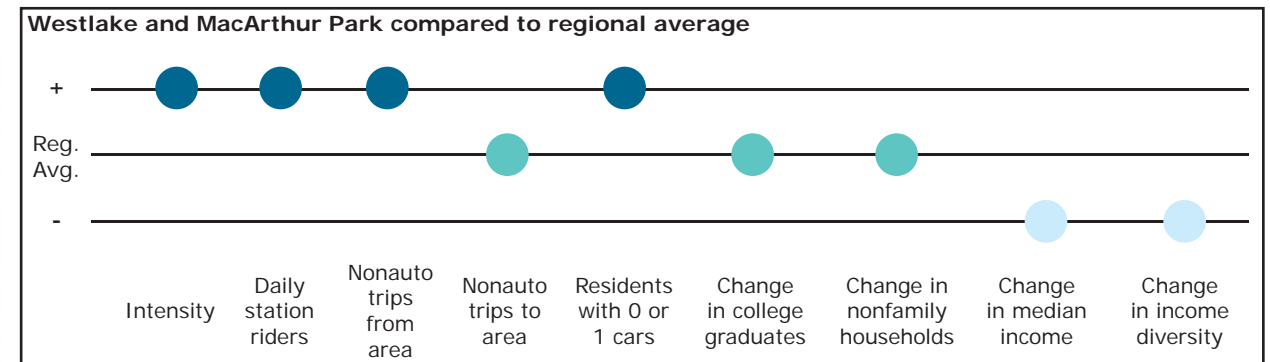 Westlake and MacArthur Park compared to regional average
+
Reg.
Avg.
-
Intensity
Daily
station
riders
Nonauto
trips
from
area
Nonauto
trips to
area
Residents
with 0 or
1 cars
Change
in college
graduates
Change in
nonfamily
households
Change
in median
income
Change
in income
diversity